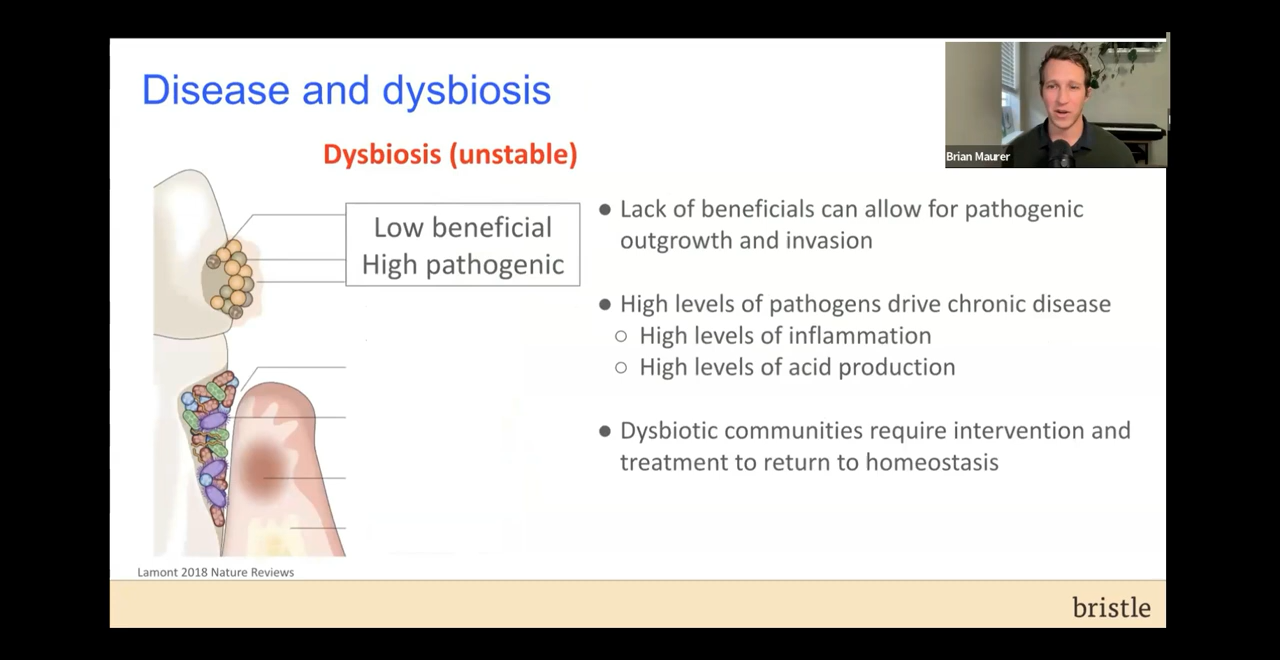 Disease and dysbiosis
Brian Maurer
Dysbiosis (unstable)
Low beneficial
High pathogenic
● Lack of beneficials can allow for pathogenic
outgrowth and invasion
● High levels of pathogens drive chronic disease
○ High levels of inflammation
○ High levels of acid production
● Dysbiotic communities require intervention and
treatment to return to homeostasis
Lamont 2018 Nature Reviews
bristle